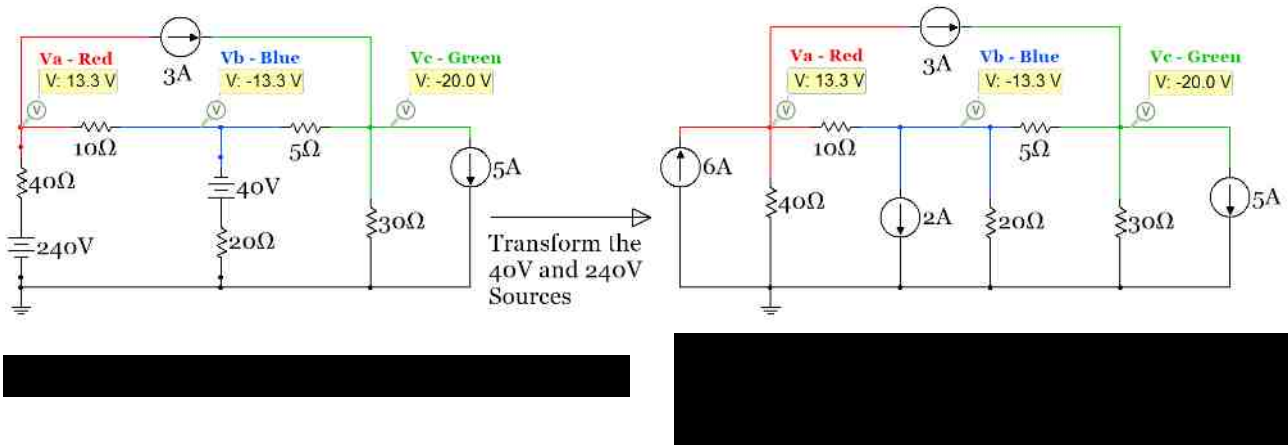 3A
Va - Red
Vb - Blue
Vc - Green
V: 13.3 V
V: -13.3 V
V: -20.0 V
V
V
V
10Ω
5Ω
40Ω
40V
5A
240V
20Ω
30Ω
Transform the
40V and 240V
Sources
3A
Va - Red
Vb - Blue
Vc - Green
V: 13.3 V
V: -13.3 V
V: -20.0 V
V
V
V
10Ω
5Ω
6A
40Ω
2A
20Ω
30Ω
5A